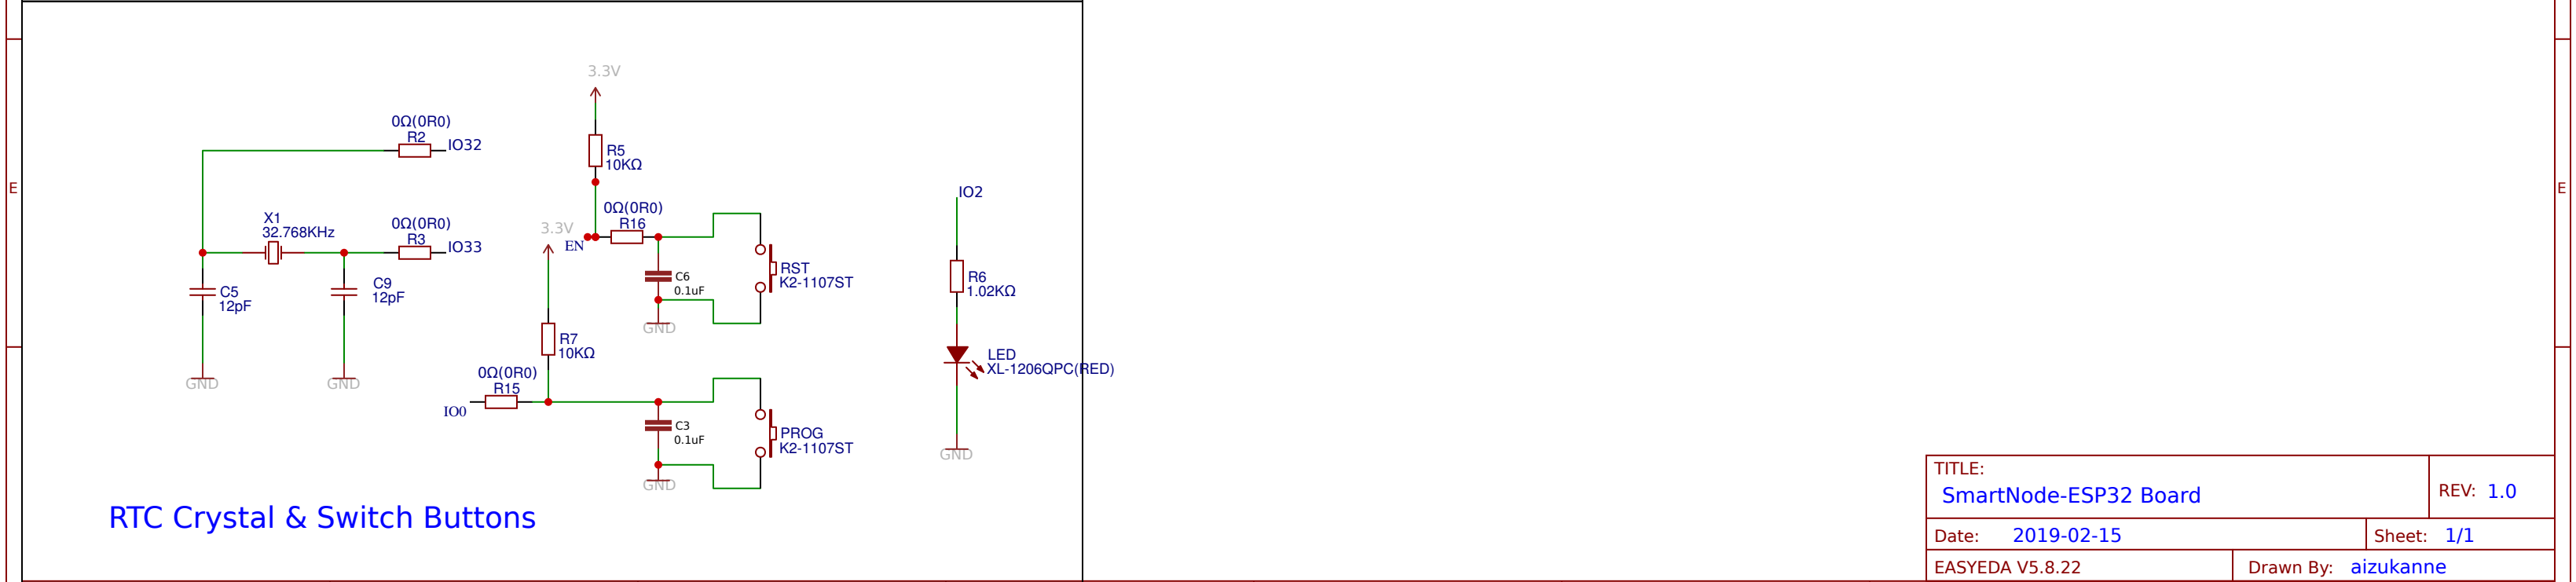 3.3V
0Ω(0R0)
R2
IO32
R5
10KΩ
E
E
IO2
0Ω(0R0)
R16
X1
32.768KHz
0Ω(0R0)
R3
IO33
3.3V
EN
RST
K2-1107ST
C6
0.1uF
R6
1.02KΩ
C5
12pF
C9
12pF
GND
R7
10KΩ
LED
XL-1206QPC(RED)
GND
GND
0Ω(0R0)
R15
IO0
C3
0.1uF
PROG
K2-1107ST
GND
GND
RTC Crystal & Switch Buttons
TITLE:
SmartNode-ESP32 Board
REV: 1.0
Date: 2019-02-15
Sheet: 1/1
EASYEDA V5.8.22
Drawn By: aizukanne